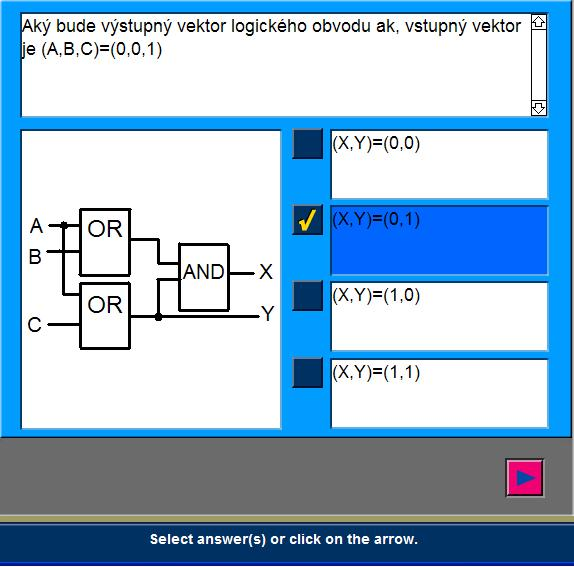 Aký bude výstupný vektor logického obvodu ak, vstupný vektor
je (A,B,C)=(0,0,1)
(X,Y)=(0,0)
(X,Y)=(0,1)
(X,Y)=(1,0)
(X,Y)=(1,1)
A
OR
B
AND
X
OR
Y
C
Select answer(s) or click on the arrow.